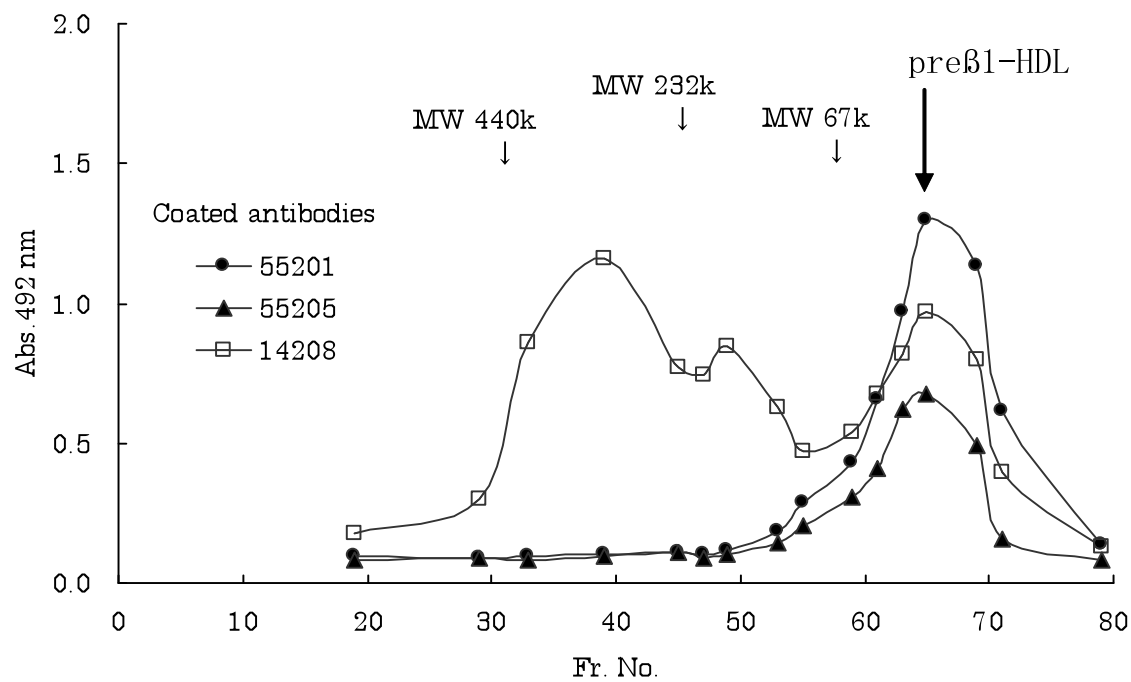 2.0
1.5
1.0
0.5
0.0
Abs.492 nm
MW 440k
↓
MW 232k
↓
MW 67k
↓
preß1-HDL
Coated antibodies
55201
55205
14208
0 10 20 30 40 50 60 70 80
Fr. No.